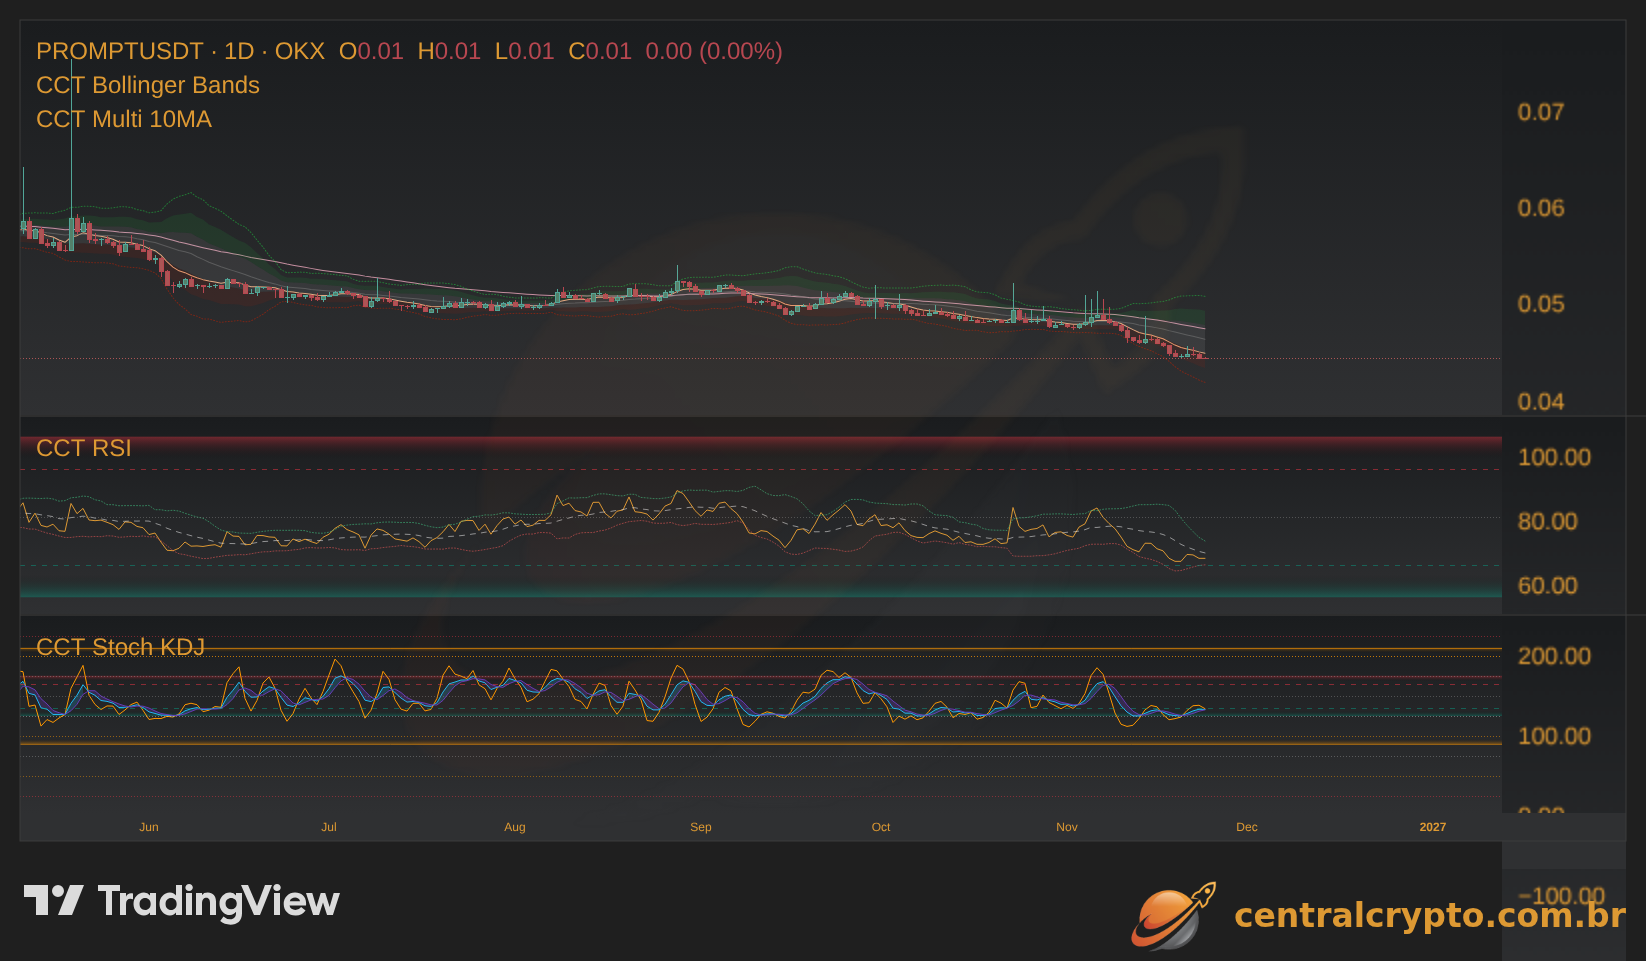 PROMPTUSDT · 1D · OKX O0.01 H0.01 L0.01 C0.01 0.00 (0.00%)
CCT Bollinger Bands
CCT Multi 10MA
0.07
0.06
0.05
0.04
CCT RSI
100.00
80.00
60.00
CCT Stoch KDJ
200.00
100.00
Jun Jul Aug Sep Oct Nov Dec 2027
−100.00
TradingView
centralcrypto.com.br